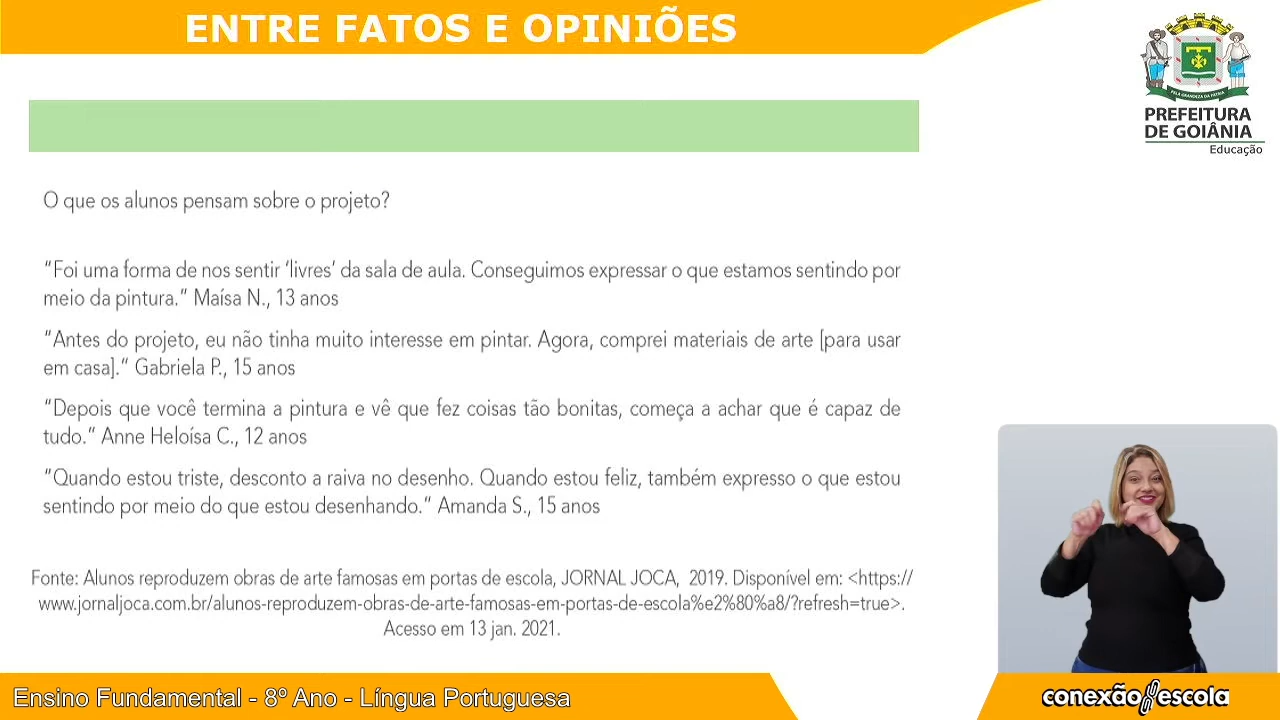 ENTRE FATOS E OPINIÕES
PELA GRANDEZA DA PÁTRIA
PREFEITURA
DE GOIÂNIA
Educação
O que os alunos pensam sobre o projeto?
“Foi uma forma de nos sentir ‘livres’ da sala de aula. Conseguimos expressar o que estamos sentindo por
meio da pintura.” Maísa N., 13 anos
“Antes do projeto, eu não tinha muito interesse em pintar. Agora, comprei materiais de arte [para usar
em casa].” Gabriela P., 15 anos
“Depois que você termina a pintura e vê que fez coisas tão bonitas, começa a achar que é capaz de
tudo.” Anne Heloísa C., 12 anos
“Quando estou triste, desconto a raiva no desenho. Quando estou feliz, também expresso o que estou
sentindo por meio do que estou desenhando.” Amanda S., 15 anos
Fonte: Alunos reproduzem obras de arte famosas em portas de escola, JORNAL JOCA, 2019. Disponível em: <https://
www.jornaljoca.com.br/alunos-reproduzem-obras-de-arte-famosas-em-portas-de-escola%e2%80%a8/?refresh=true>.
Acesso em 13 jan. 2021.
Ensino Fundamental - 8º Ano - Língua Portuguesa
conexão escola